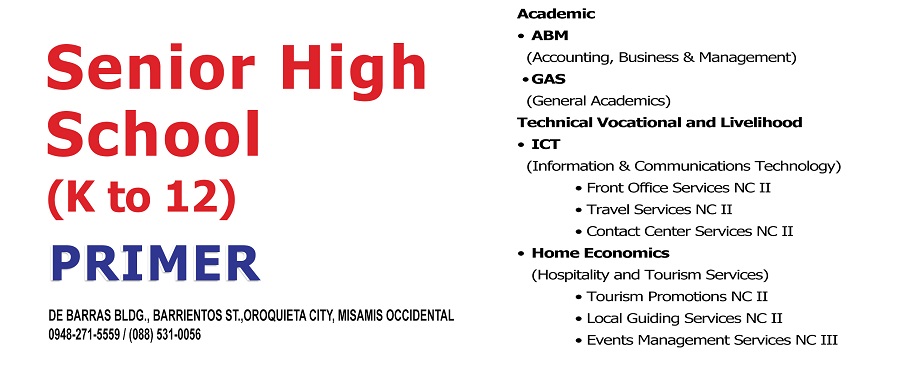 Senior High
School
(K to 12)
PRIMER
DE BARRAS BLDG., BARRIENTOS ST.,OROQUIETA CITY, MISAMIS OCCIDENTAL
0948-271-5559 / (088) 531-0056
Academic
• ABM
(Accounting, Business & Management)
• GAS
(General Academics)
Technical Vocational and Livelihood
• ICT
(Information & Communications Technology)
• Front Office Services NC II
• Travel Services NC II
• Contact Center Services NC II
• Home Economics
(Hospitality and Tourism Services)
• Tourism Promotions NC II
• Local Guiding Services NC II
• Events Management Services NC III